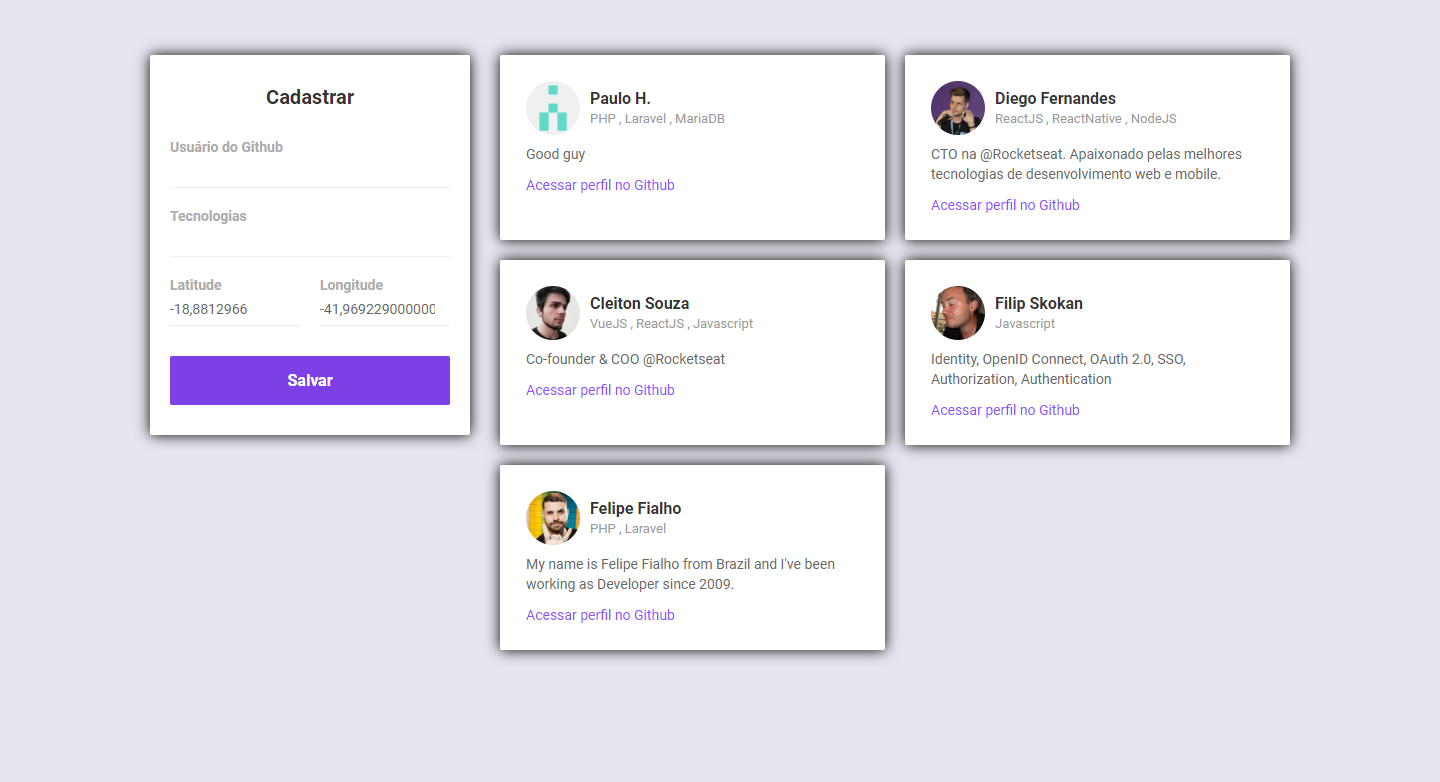 Cadastrar
Usuário do Github
Tecnologias
Latitude
Longitude
-18,8812966
-41,969229000000
Salvar
Paulo H.
PHP , Laravel , MariaDB
Good guy
Acessar perfil no Github
Diego Fernandes
ReactJS , ReactNative , NodeJS
CTO na @Rocketseat. Apaixonado pelas melhores
tecnologias de desenvolvimento web e mobile.
Acessar perfil no Github
Cleiton Souza
VueJS , ReactJS , Javascript
Co-founder & COO @Rocketseat
Acessar perfil no Github
Filip Skokan
Javascript
Identity, OpenID Connect, OAuth 2.0, SSO,
Authorization, Authentication
Acessar perfil no Github
Felipe Fialho
PHP , Laravel
My name is Felipe Fialho from Brazil and I've been
working as Developer since 2009.
Acessar perfil no Github